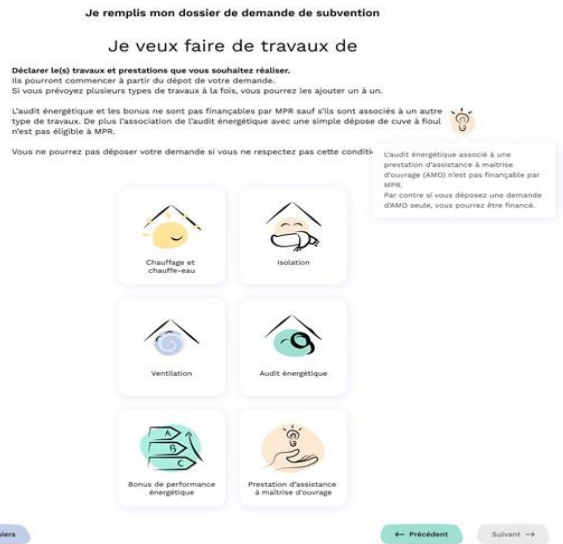 Je remplis mon dossier de demande de subvention
Je veux faire de travaux de
Déclarer le(s) travaux et prestations que vous souhaitez réaliser.
Ils pourront commencer à partir du dépot de votre demande.
Si vous prévoyez plusieurs types de travaux à la fois, vous pourrez les ajouter un à un.
L'audit énergétique et les bonus ne sont pas finançables par MPR sauf s'ils sont associés à un autre
type de travaux. De plus l'association de l'audit énergétique avec une simple dépose de cuve à fioul
n'est pas éligible à MPR.
Vous ne pourrez pas déposer votre demande si vous ne respectez pas cette conditi
L'audit énergétique associé à une
prestation d'assistance à maitrise
d'ouvrage (AMO) n'est pas finançable par
MPR.
Par contre si vous déposez une demande
d'AMO seule, vous pourrez être financé.
Chauffage et
chauffe-eau
Isolation
Ventilation
Audit énergétique
A
B
C
Bonus de performance
énergétique
Prestation d'assistance
à maîtrise d'ouvrage
iers
← Précédent
Suivant →